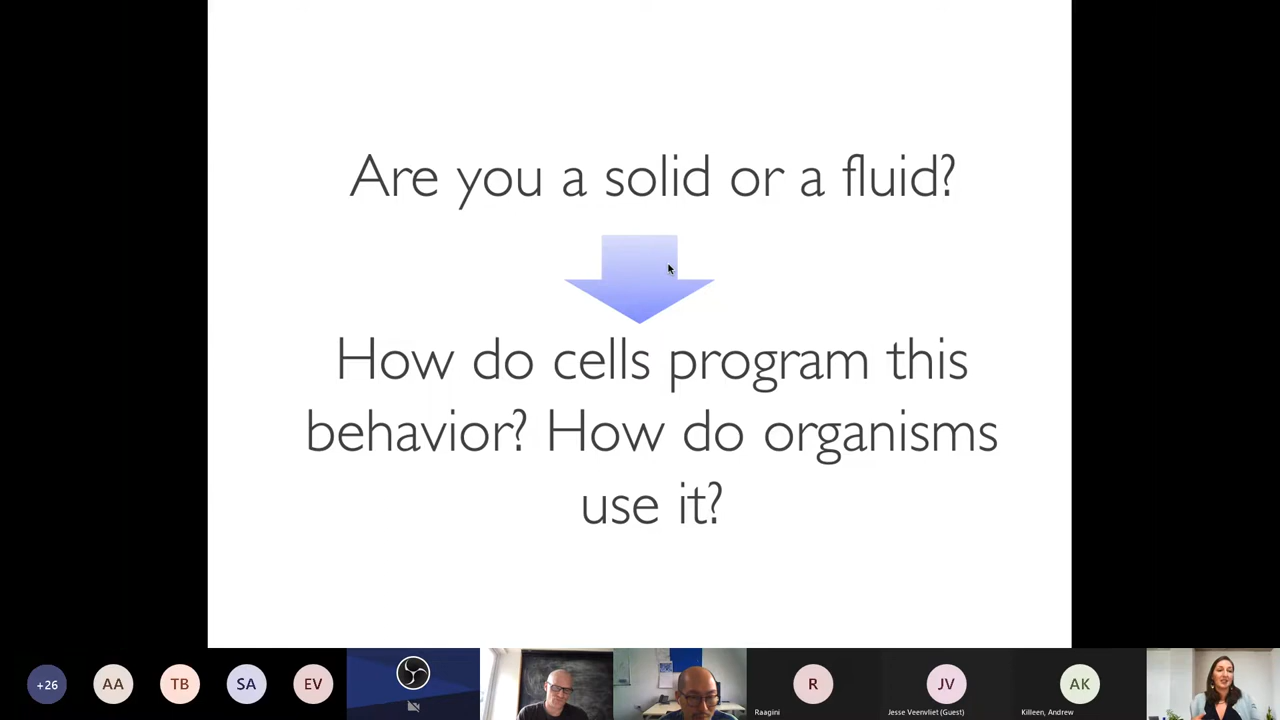 Are you a solid or a fluid?
How do cells program this
behavior? How do organisms
use it?
+26
AA
TB
SA
EV
R
Raagini
JV
Jesse Veenvliet (Guest)
AK
Killeen, Andrew